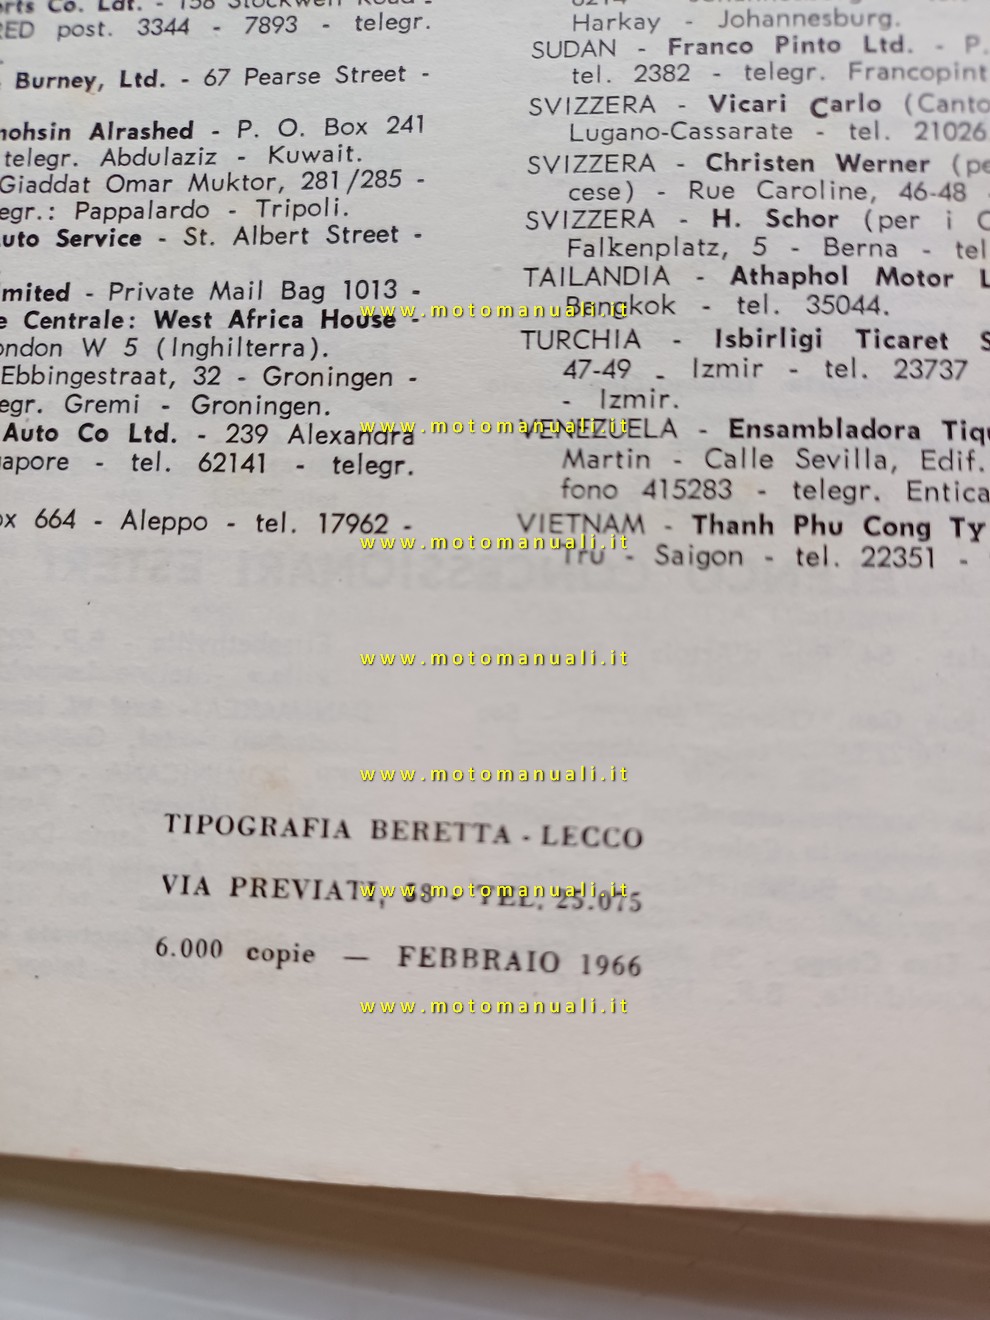 Co. Ltd. - 158 Stockwell Road -
RED post. 3344 - 7893 - telegr.
Burney, Ltd. - 67 Pearse Street -
Alrashed - P. O. Box 241
telegr. Abdulaziz - Kuwait.
Giaddat Omar Muktor, 281/285 -
egr.: Pappalardo - Tripoli.
uto Service - St. Albert Street -
mited - Private Mail Bag 1013 -
e Centrale: West Africa House -
ondon W 5 (Inghilterra).
Ebbingestraat, 32 - Groningen -
egr. Gremi - Groningen.
Auto Co Ltd. - 239 Alexandra
apore - tel. 62141 - telegr.
ox 664 - Aleppo - tel. 17962 -
Harkay - Johannesburg.
SUDAN - Franco Pinto Ltd. - P.
tel. 2382 - telegr. Francopint
SVIZZERA - Vicari Carlo (Canto
Lugano-Cassarate - tel. 21026
SVIZZERA - Christen Werner (pe
cese) - Rue Caroline, 46-48
SVIZZERA - H. Schor (per i C
Falkenplatz, 5 - Berna - tel
TAILANDIA - Athaphol Motor L
Bangkok - tel. 35044.
TURCHIA - Isbirligi Ticaret S
47-49 - Izmir - tel. 23737
- Izmir.
VENEZUELA - Ensambladora Tiqu
Martin - Calle Sevilla, Edif.
fono 415283 - telegr. Entica
VIETNAM - Thanh Phu Cong Ty
Tru - Saigon - tel. 22351 -
TIPOGRAFIA BERETTA - LECCO
VIA PREVIATI, 68 - TEL. 25.075
6.000 copie — FEBBRAIO 1966
www.motomanuali.it
www.motomanuali.it
www.motomanuali.it
www.motomanuali.it
www.motomanuali.it
www.motomanuali.it
www.motomanuali.it